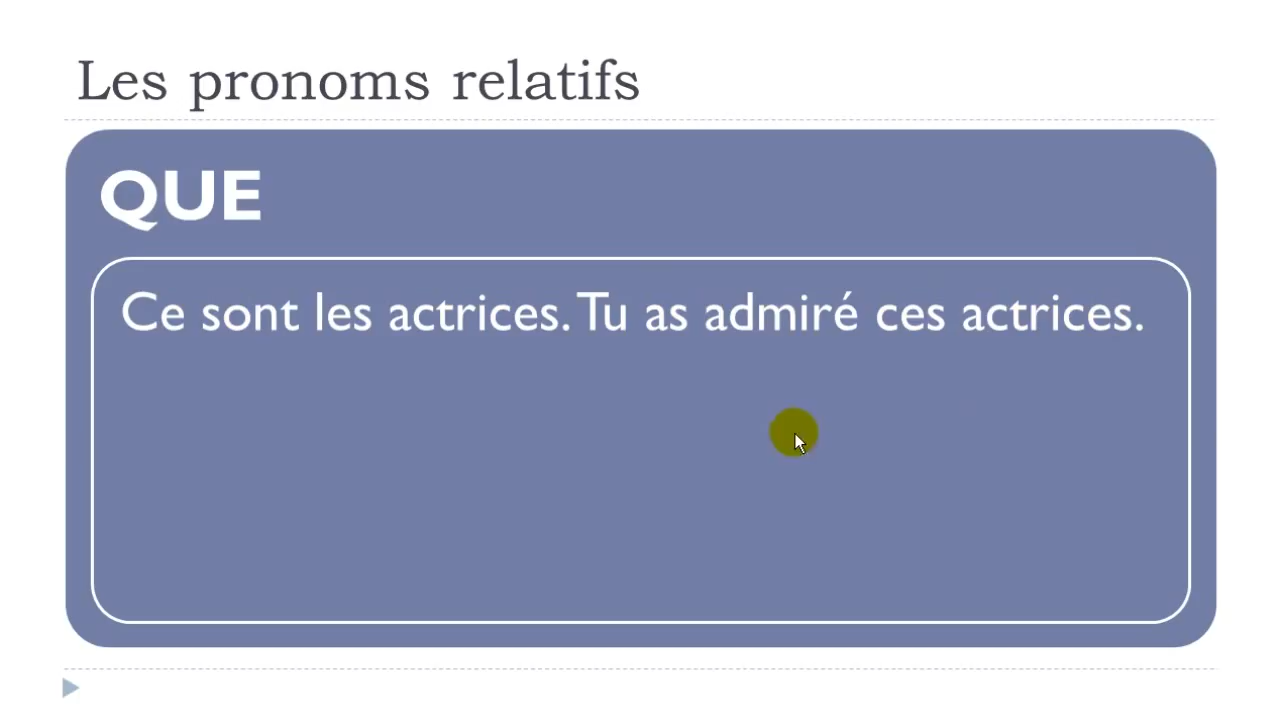 Les pronoms relatifs
QUE
Ce sont les actrices. Tu as admiré ces actrices.